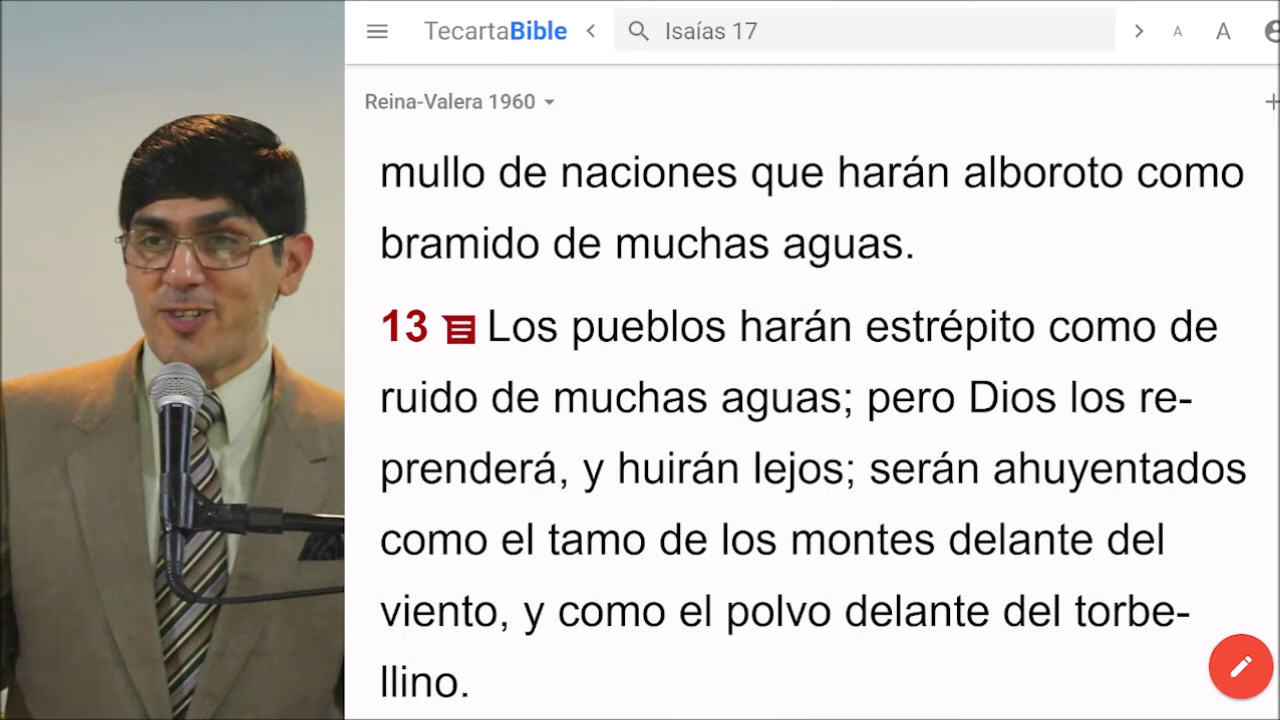 TecartaBible
Isaías 17
A A
Reina-Valera 1960
mullo de naciones que harán alboroto como
bramido de muchas aguas.
13 Los pueblos harán estrépito como de
ruido de muchas aguas; pero Dios los re-
prenderá, y huirán lejos; serán ahuyentados
como el tamo de los montes delante del
viento, y como el polvo delante del torbe-
llino.